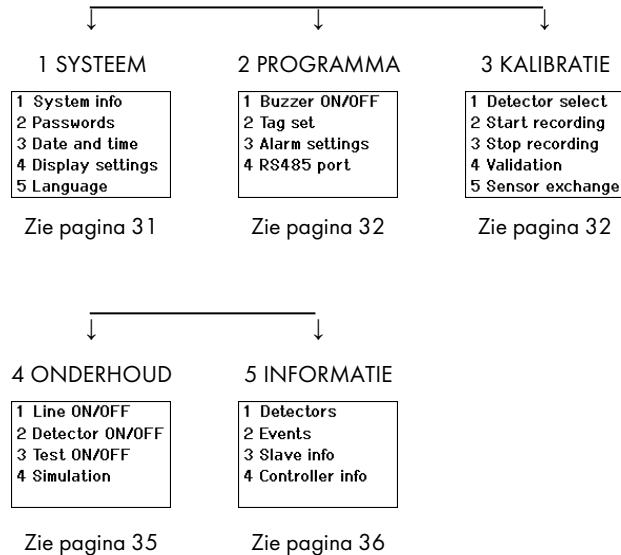 1 SYSTEEM
1 System info
2 Passwords
3 Date and time
4 Display settings
5 Language
Zie pagina 31
2 PROGRAMMA
1 Buzzer ON/OFF
2 Tag set
3 Alarm settings
4 RS485 port
Zie pagina 32
3 KALIBRATIE
1 Detector select
2 Start recording
3 Stop recording
4 Validation
5 Sensor exchange
Zie pagina 32
4 ONDERHOUD
1 Line ON/OFF
2 Detector ON/OFF
3 Test ON/OFF
4 Simulation
Zie pagina 35
5 INFORMATIE
1 Detectors
2 Events
3 Slave info
4 Controller info
Zie pagina 36